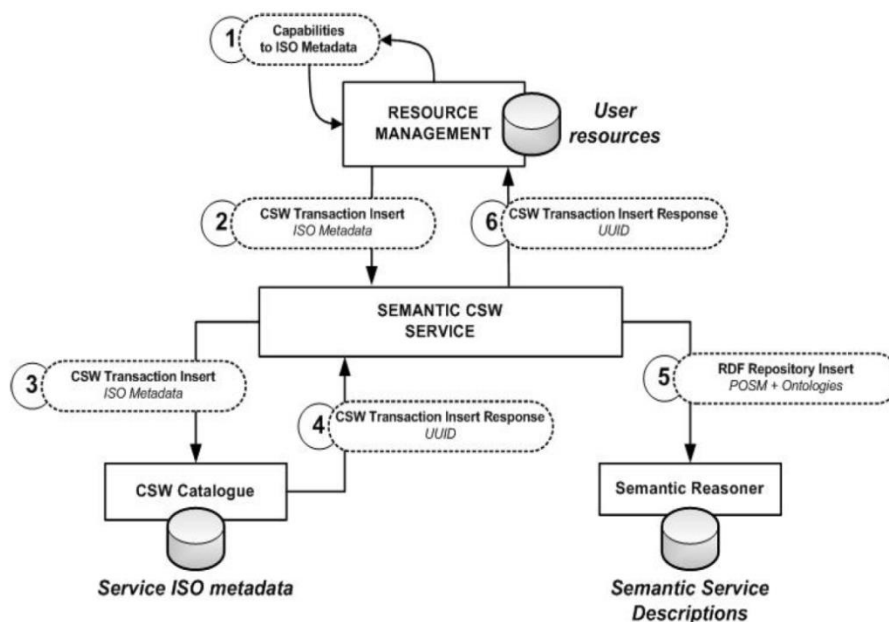 1
Capabilities
to ISO Metadata
RESOURCE
MANAGEMENT
User
resources
2
CSW Transaction Insert
ISO Metadata
6
CSW Transaction Insert Response
UUID
SEMANTIC CSW
SERVICE
3
CSW Transaction Insert
ISO Metadata
4
CSW Transaction Insert Response
UUID
5
RDF Repository Insert
POSM + Ontologies
CSW Catalogue
Service ISO metadata
Semantic Reasoner
Semantic Service
Descriptions